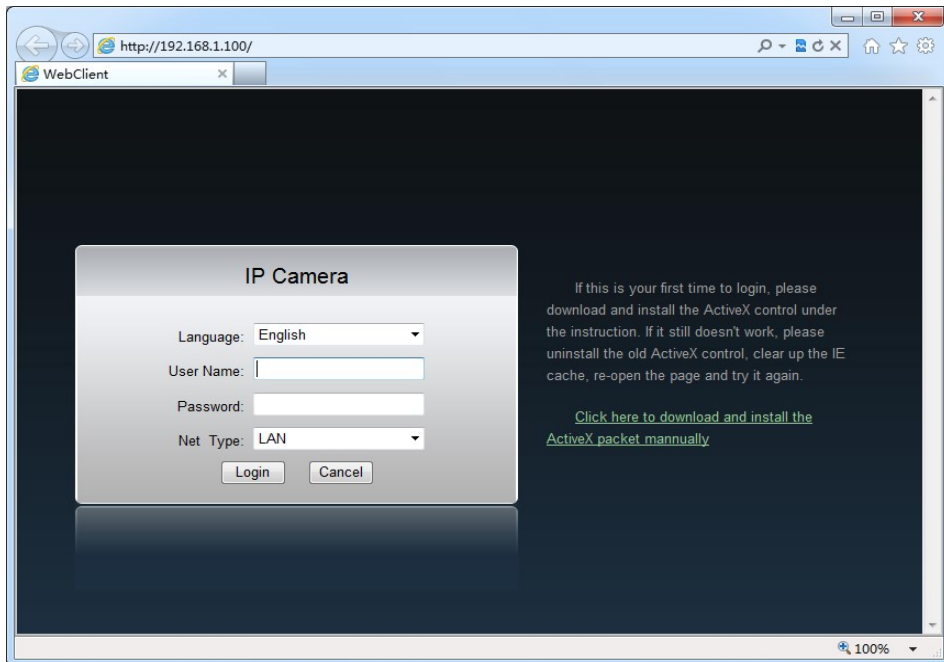 http://192.168.1.100/
WebClient
IP Camera
Language: English
User Name:
Password:
Net Type: LAN
Login Cancel
If this is your first time to login, please
download and install the ActiveX control under
the instruction. If it still doesn't work, please
uninstall the old ActiveX control, clear up the IE
cache, re-open the page and try it again.
Click here to download and install the
ActiveX packet mannually
100%